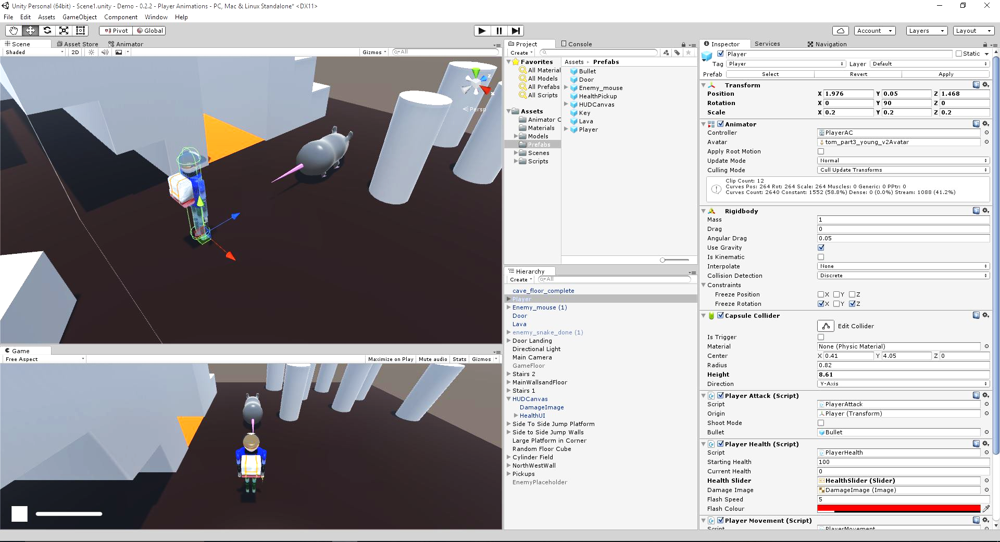 Unity Personal (64bit) - Scene1.unity - Demo - 0.2.2 - Player Animations - PC, Mac & Linux Standalone* <DX11>
File Edit Assets GameObject Component Window Help
Pivot Global Account Layers Layout
Scene Asset Store Animator
Shaded 2D Gizmos All
z
x
Persp
Game
Free Aspect Maximize on Play Mute audio Stats Gizmos
Project Console
Create
Favorites
All Material
All Models
All Prefabs
All Scripts
Assets
Animator C
Materials
Models
Prefabs
Scenes
Scripts
Assets Prefabs
Bullet
Door
Enemy_mouse
HealthPickup
HUDCanvas
Key
Lava
Player
Hierarchy
Create All
cave_floor_complete
Player
Enemy_mouse (1)
Door
Lava
enemy_snake_done (1)
Door Landing
Directional Light
Main Camera
GameFloor
Stairs 2
MainWallsandFloor
Stairs 1
HUDCanvas
DamageImage
HealthUI
Side To Side Jump Platform
Side to Side Jump Walls
Large Platform in Corner
Random Floor Cube
Cylinder Field
NorthWestWall
Pickups
EnemyPlaceholder
Inspector Services Navigation
Player Static
Tag Player Layer Default
Prefab Select Revert Apply
Transform
Position X 1.976 Y 0.05 Z 1.468
Rotation X 0 Y 90 Z 0
Scale X 0.2 Y 0.2 Z 0.2
Animator
Controller PlayerAC
Avatar tom_part3_young_v2Avatar
Apply Root Motion
Update Mode Normal
Culling Mode Cull Update Transforms
Clip Count: 12
Curves Pos: 264 Rot: 264 Scale: 264 Muscles: 0 Generic: 0 PPtr: 0
Curves Count: 2640 Constant: 1552 (58.8%) Dense: 0 (0.0%) Stream: 1088 (41.2%)
Rigidbody
Mass 1
Drag 0
Angular Drag 0.05
Use Gravity
Is Kinematic
Interpolate None
Collision Detection Discrete
Constraints
Freeze Position X Y Z
Freeze Rotation X Y Z
Capsule Collider
Edit Collider
Is Trigger
Material None (Physic Material)
Center X 0.41 Y 4.05 Z 0
Radius 0.82
Height 8.61
Direction Y-Axis
Player Attack (Script)
Script PlayerAttack
Origin Player (Transform)
Shoot Mode
Bullet Bullet
Player Health (Script)
Script PlayerHealth
Starting Health 100
Current Health 0
Health Slider HealthSlider (Slider)
Damage Image DamageImage (Image)
Flash Speed 5
Flash Colour
Player Movement (Script)
Script PlayerMovement